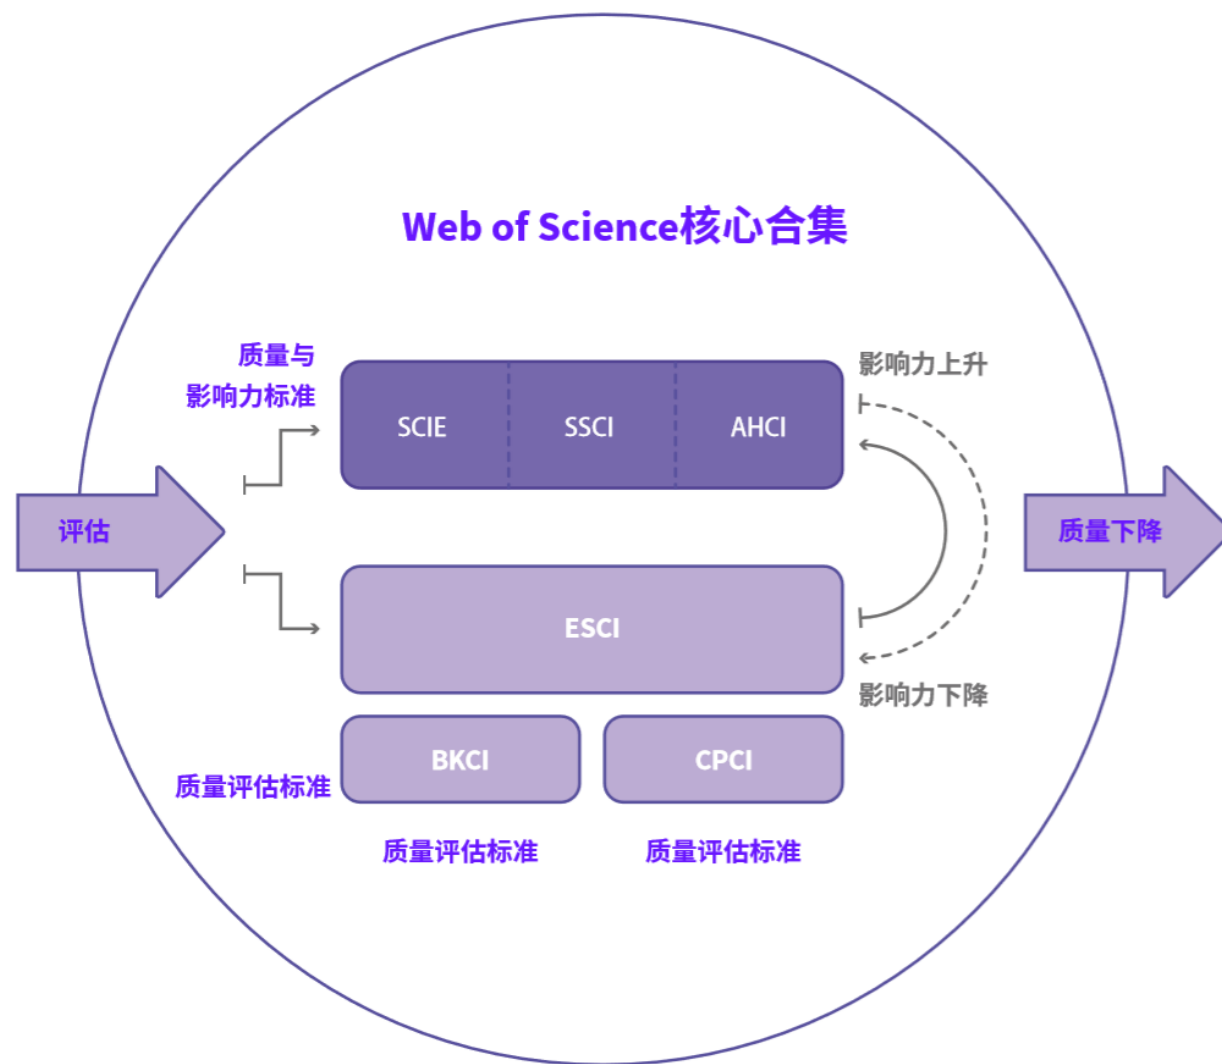 Web of Science核心合集
质量与
影响力标准
SCIE
SSCI
AHCI
影响力上升
评估
质量下降
ESCI
影响力下降
BKCI
CPCI
质量评估标准
质量评估标准
质量评估标准